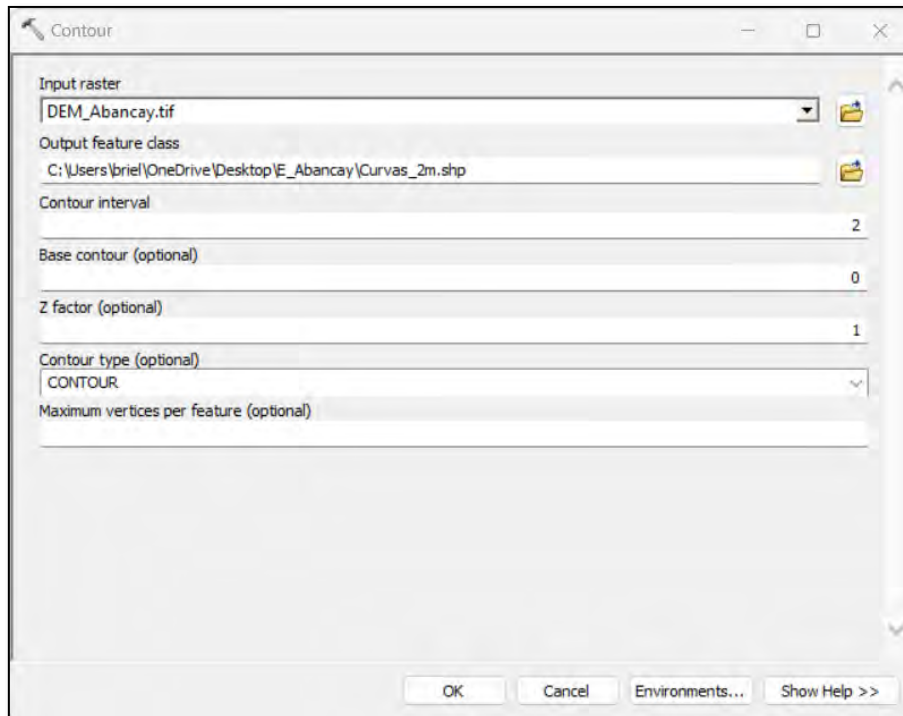 Contour
Input raster
DEM_Abancay.tif
Output feature class
C:\Users\briel\OneDrive\Desktop\E_Abancay\Curvas_2m.shp
Contour interval
2
Base contour (optional)
0
Z factor (optional)
1
Contour type (optional)
CONTOUR
Maximum vertices per feature (optional)
OK Cancel Environments... Show Help >>